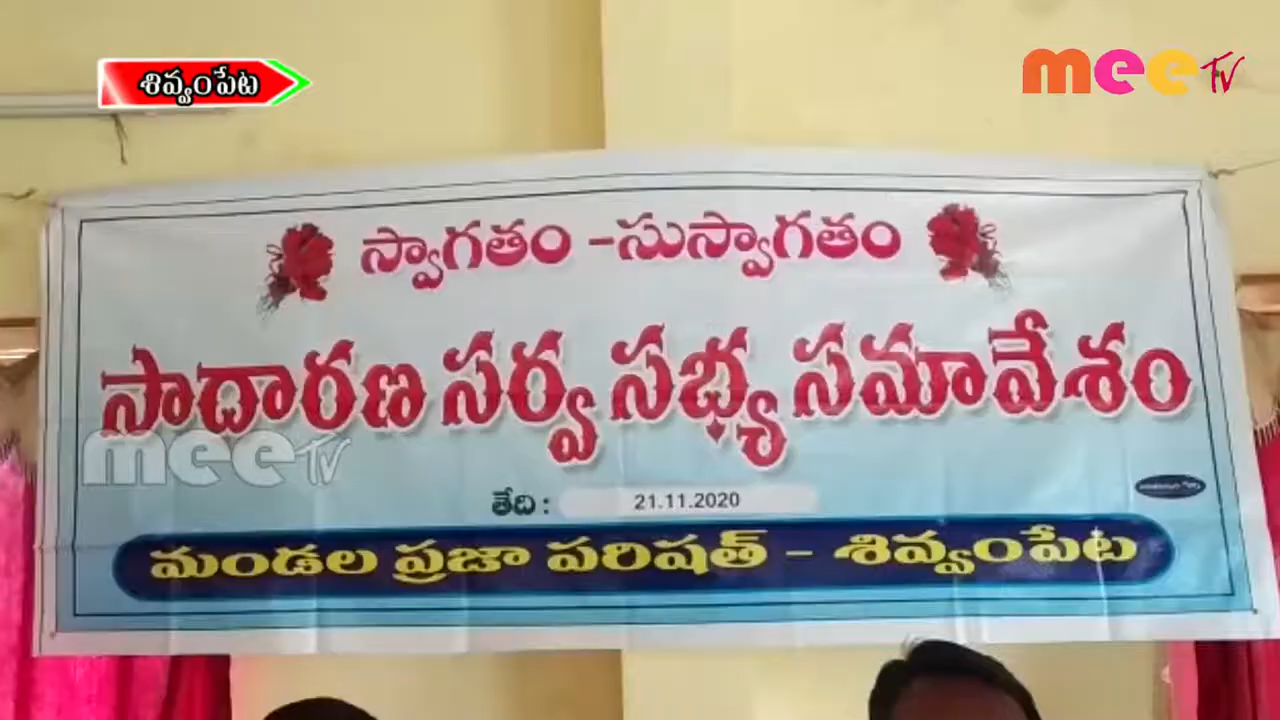 శివ్వంపేట
mee TV
స్వాగతం -సుస్వాగతం
సాదారణ సర్వ సభ్య సమావేశం
mee TV
తేది : 21.11.2020
మండల ప్రజా పరిషత్ - శివ్వంపేట